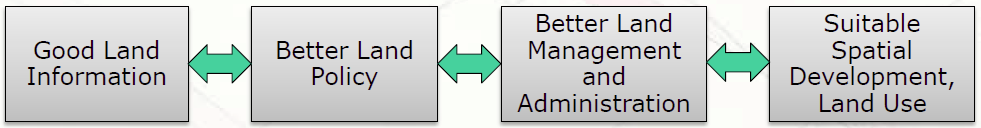 Good Land
Information
Better Land
Policy
Better Land
Management
and
Administration
Suitable
Spatial
Development,
Land Use